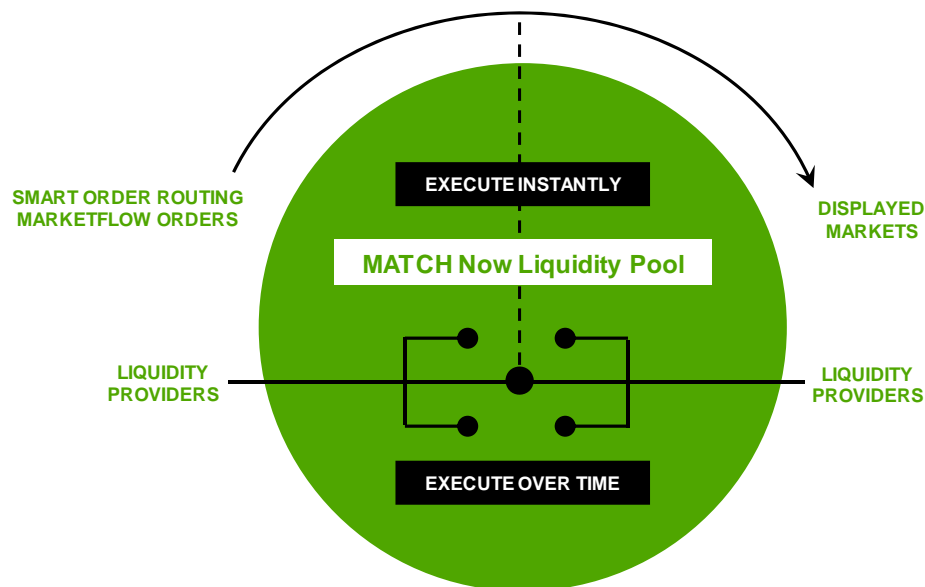 EXECUTE INSTANTLY
SMART ORDER ROUTING
MARKETFLOW ORDERS
DISPLAYED
MARKETS
MATCH Now Liquidity Pool
LIQUIDITY
PROVIDERS
LIQUIDITY
PROVIDERS
EXECUTE OVER TIME